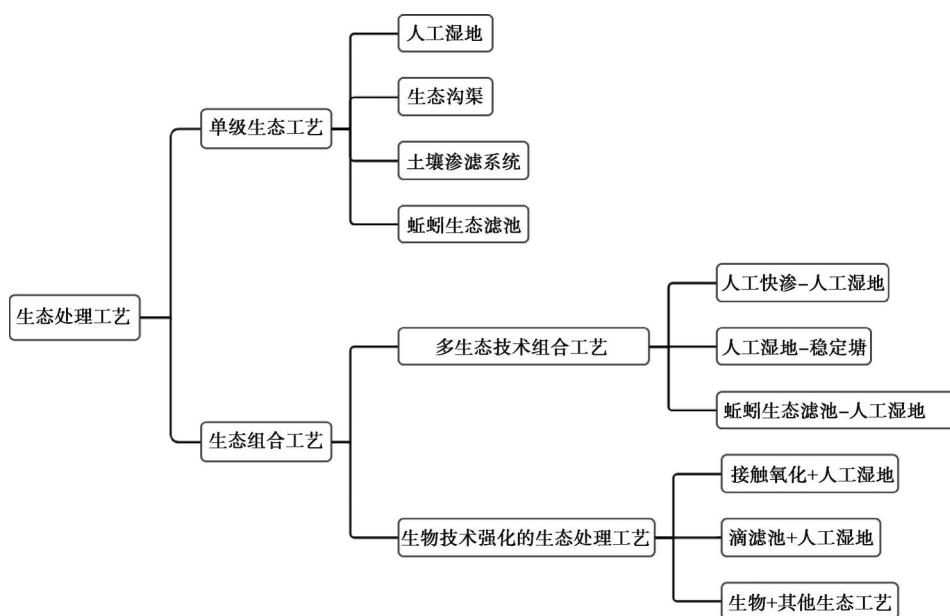 生态处理工艺
单级生态工艺
人工湿地
生态沟渠
土壤渗滤系统
蚯蚓生态滤池
生态组合工艺
多生态技术组合工艺
人工快渗-人工湿地
人工湿地-稳定塘
蚯蚓生态滤池-人工湿地
生物技术强化的生态处理工艺
接触氧化+人工湿地
滴滤池+人工湿地
生物+其他生态工艺